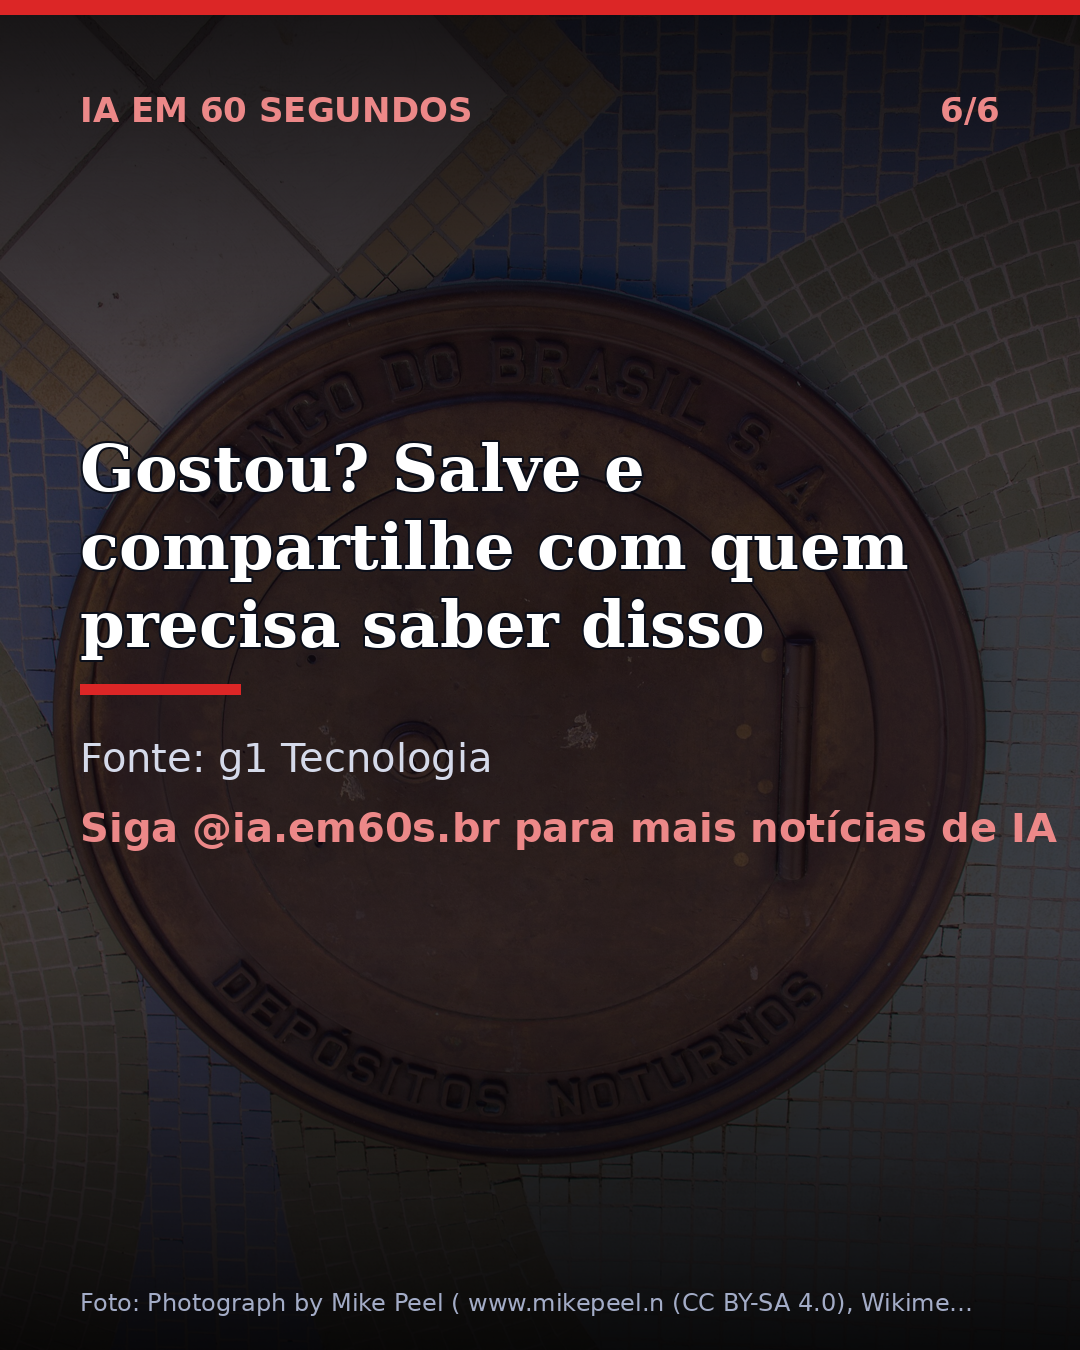 IA EM 60 SEGUNDOS
6/6
BANCO DO BRASIL S.A.
Gostou? Salve e
compartilhe com quem
precisa saber disso
Fonte: g1 Tecnologia
Siga @ia.em60s.br para mais notícias de IA
DEPÓSITOS NOTURNOS
Foto: Photograph by Mike Peel ( www.mikepeel.n (CC BY-SA 4.0), Wikime...